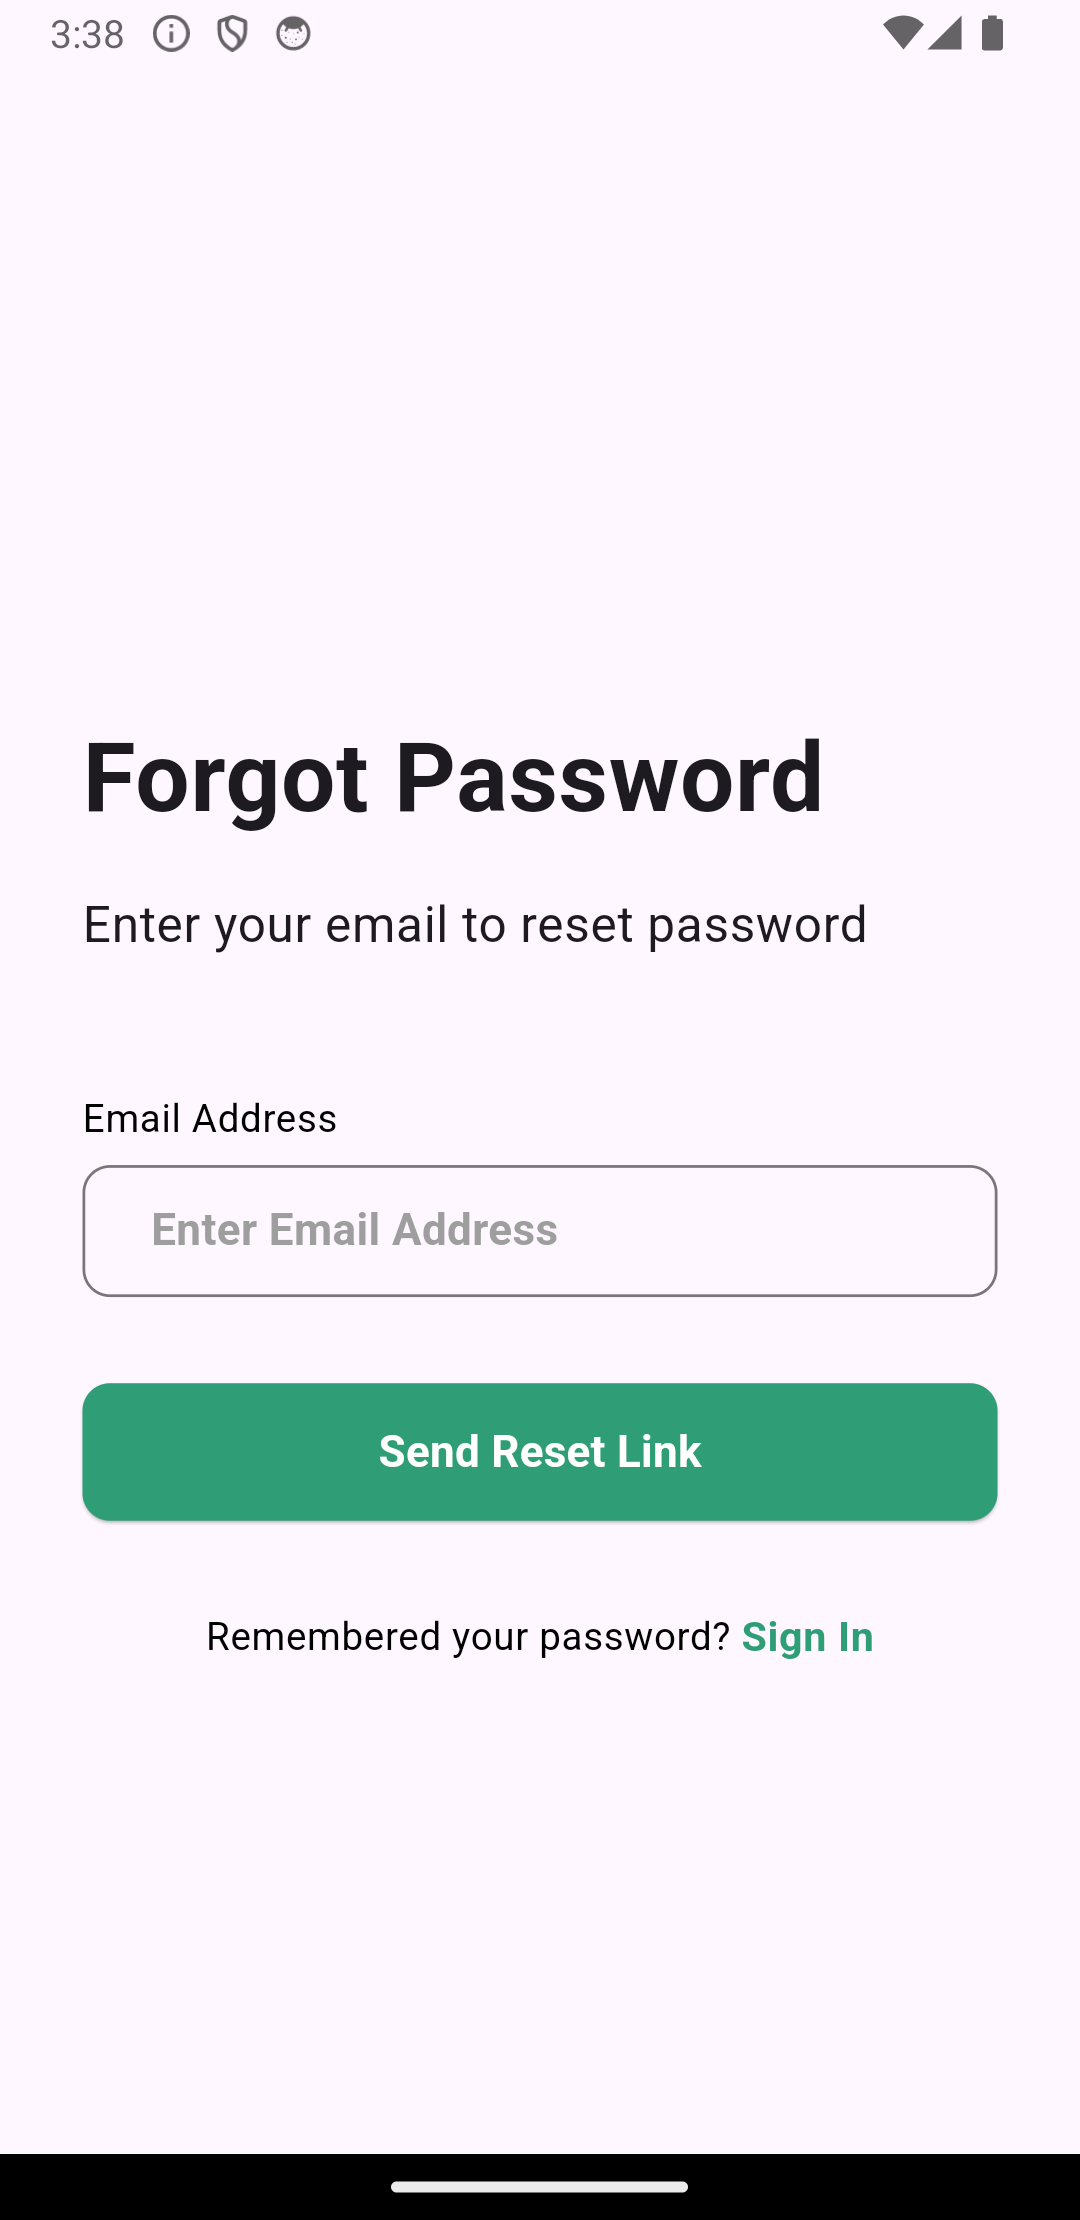 3:38
Forgot Password
Enter your email to reset password
Email Address
Enter Email Address
Send Reset Link
Remembered your password? Sign In